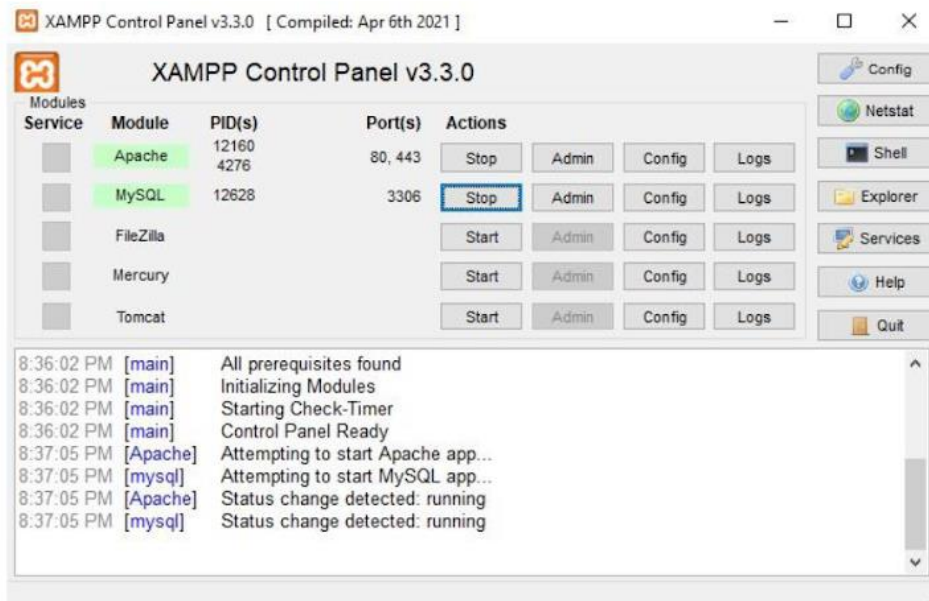 XAMPP Control Panel v3.3.0 [ Compiled: Apr 6th 2021 ]
XAMPP Control Panel v3.3.0
Config
Modules
Service Module PID(s) Port(s) Actions
Netstat
Apache 12160 4276 80, 443 Stop Admin Config Logs
Shell
MySQL 12628 3306 Stop Admin Config Logs
Explorer
FileZilla Start Admin Config Logs
Services
Mercury Start Admin Config Logs
Help
Tomcat Start Admin Config Logs
Quit
8:36:02 PM [main] All prerequisites found
8:36:02 PM [main] Initializing Modules
8:36:02 PM [main] Starting Check-Timer
8:36:02 PM [main] Control Panel Ready
8:37:05 PM [Apache] Attempting to start Apache app...
8:37:05 PM [mysql] Attempting to start MySQL app...
8:37:05 PM [Apache] Status change detected: running
8:37:05 PM [mysql] Status change detected: running